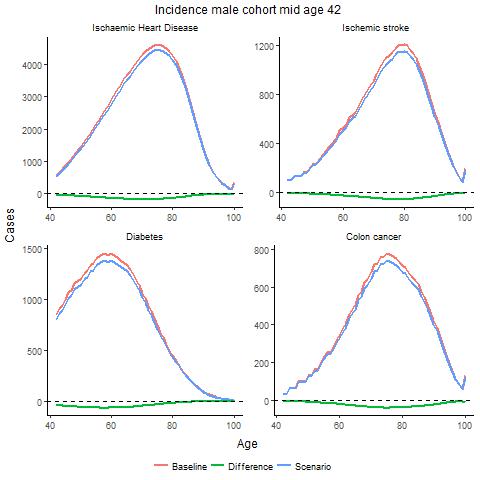 Incidence male cohort mid age 42
Ischaemic Heart Disease
Ischemic stroke
4000
3000
2000
1000
0
1200
800
400
0
40 60 80 100
40 60 80 100
Cases
Diabetes
Colon cancer
1500
1000
500
0
800
600
400
200
0
40 60 80 100
40 60 80 100
Age
Baseline Difference Scenario